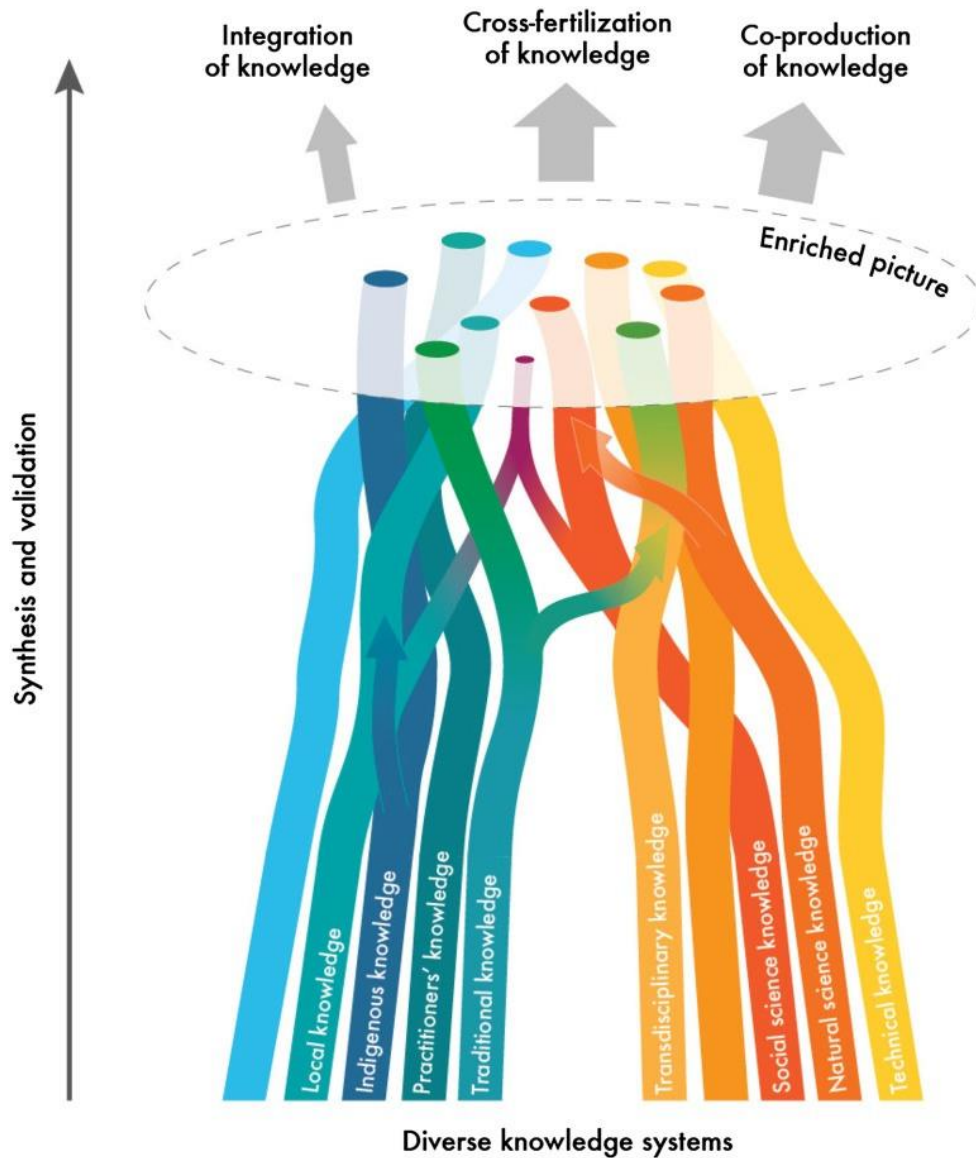 Integration
of knowledge
Cross-fertilization
of knowledge
Co-production
of knowledge
Enriched picture
Synthesis and validation
Local knowledge
Indigenous knowledge
Practitioners' knowledge
Traditional knowledge
Transdisciplinary knowledge
Social science knowledge
Natural science knowledge
Technical knowledge
Diverse knowledge systems